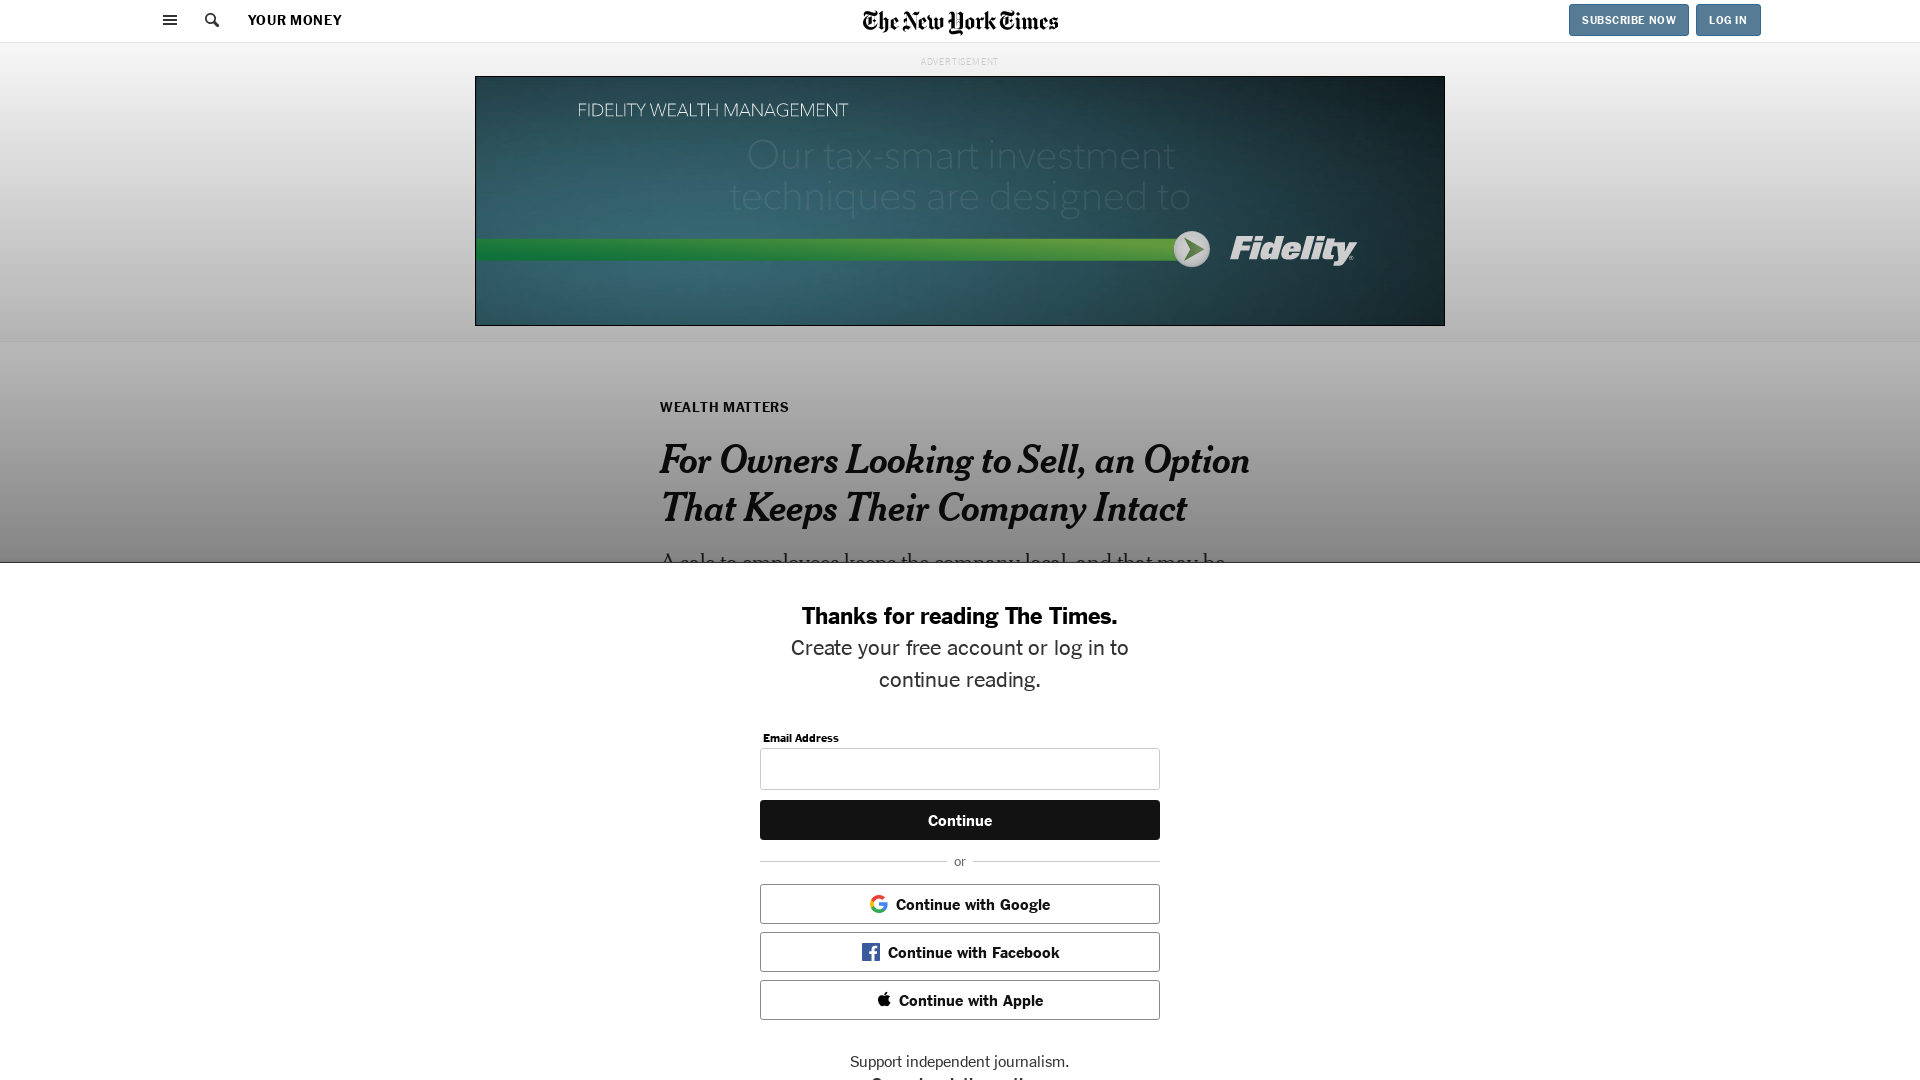 YOUR MONEY
The New York Times
SUBSCRIBE NOW
LOG IN
ADVERTISEMENT
FIDELITY WEALTH MANAGEMENT
Our tax-smart investment
techniques are designed to
Fidelity
WEALTH MATTERS
For Owners Looking to Sell, an Option
That Keeps Their Company Intact
A sale to employees keeps the company local, and that may be
Thanks for reading The Times.
Create your free account or log in to
continue reading.
Email Address
Continue
or
Continue with Google
Continue with Facebook
Continue with Apple
Support independent journalism.